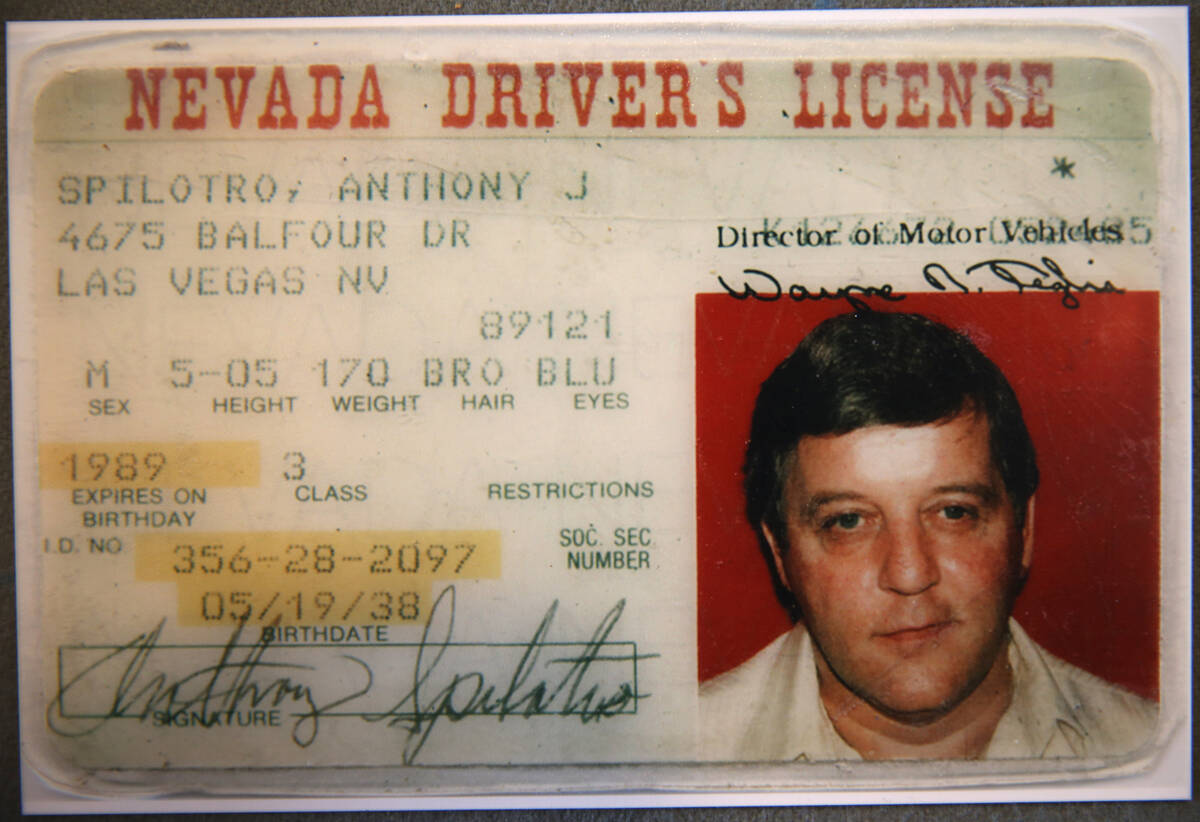 NEVADA DRIVER'S LICENSE
SPILOTRO, ANTHONY J
*
4675 BALFOUR DR
Director of Motor Vehicles
LAS VEGAS NV
89121
M 5-05 170 BRO BLU
SEX HEIGHT WEIGHT HAIR EYES
1989 3
EXPIRES ON BIRTHDAY
CLASS
RESTRICTIONS
I.D. NO 356-28-2097
SOC. SEC. NUMBER
05/19/38
BIRTHDATE
Anthony Spilotro
SIGNATURE